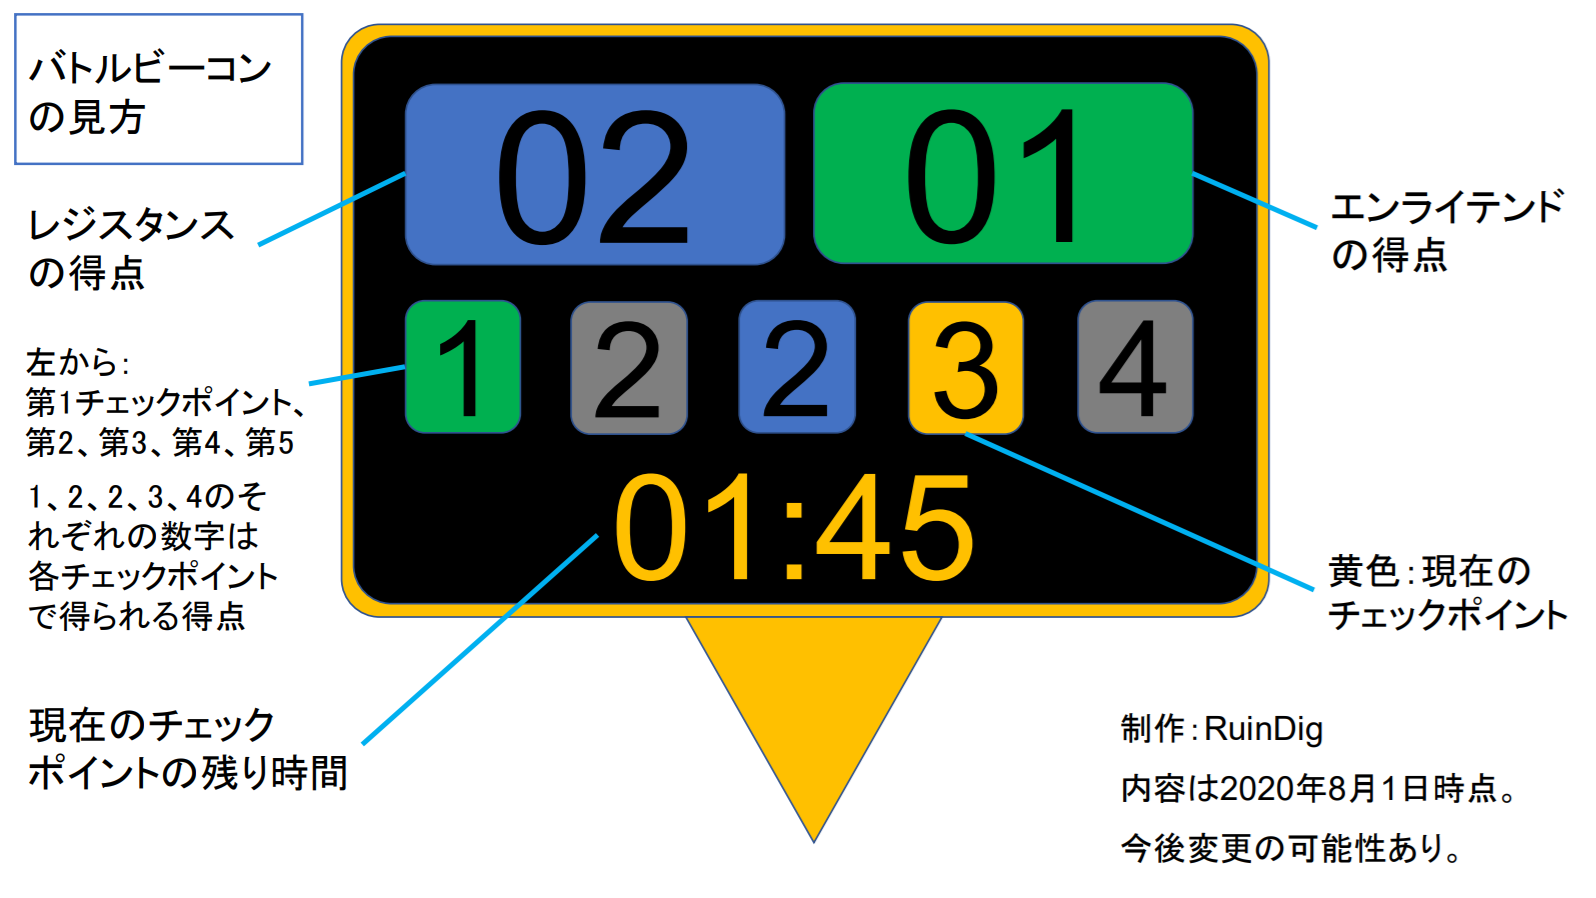 バトルビーコン
の見方
02
01
レジスタンス
の得点
エンライテンド
の得点
1
2
2
3
4
左から：
第1チェックポイント、
第2、第3、第4、第5
1、2、2、3、4のそ
れぞれの数字は
各チェックポイント
で得られる得点
01:45
黄色：現在の
チェックポイント
現在のチェック
ポイントの残り時間
制作：RuinDig
内容は2020年8月1日時点。
今後変更の可能性あり。